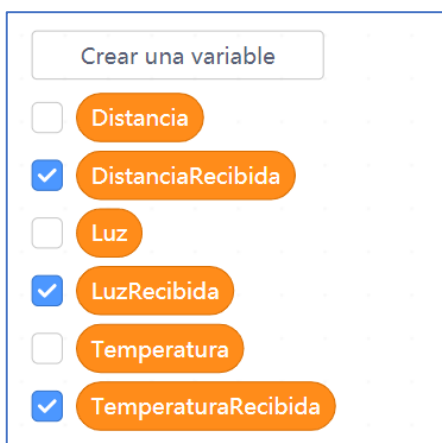 Crear una variable
Distancia
DistanciaRecibida
Luz
LuzRecibida
Temperatura
TemperaturaRecibida